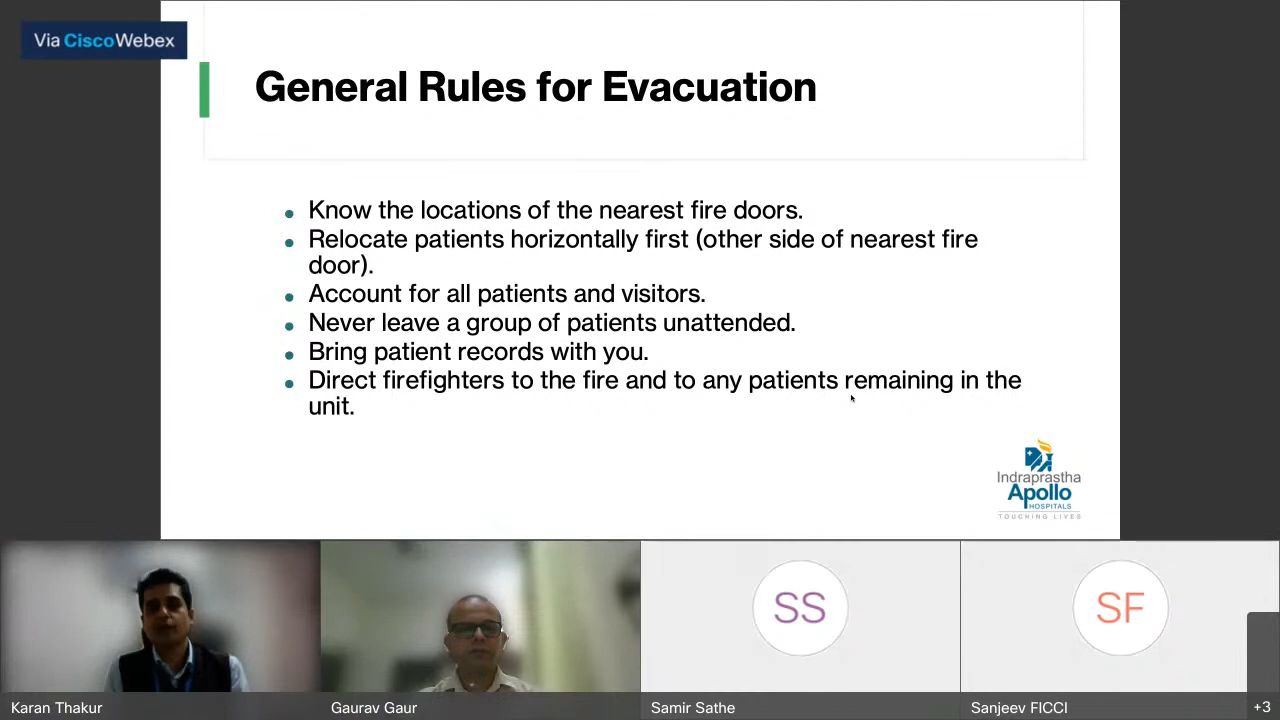 Via CiscoWebex
General Rules for Evacuation
Know the locations of the nearest fire doors.
Relocate patients horizontally first (other side of nearest fire
door).
Account for all patients and visitors.
Never leave a group of patients unattended.
Bring patient records with you.
Direct firefighters to the fire and to any patients remaining in the
unit.
Indraprastha
Apollo
HOSPITALS
TOUCHING LIVES
SS
SF
Karan Thakur
Gaurav Gaur
Samir Sathe
Sanjeev FICCI
+3